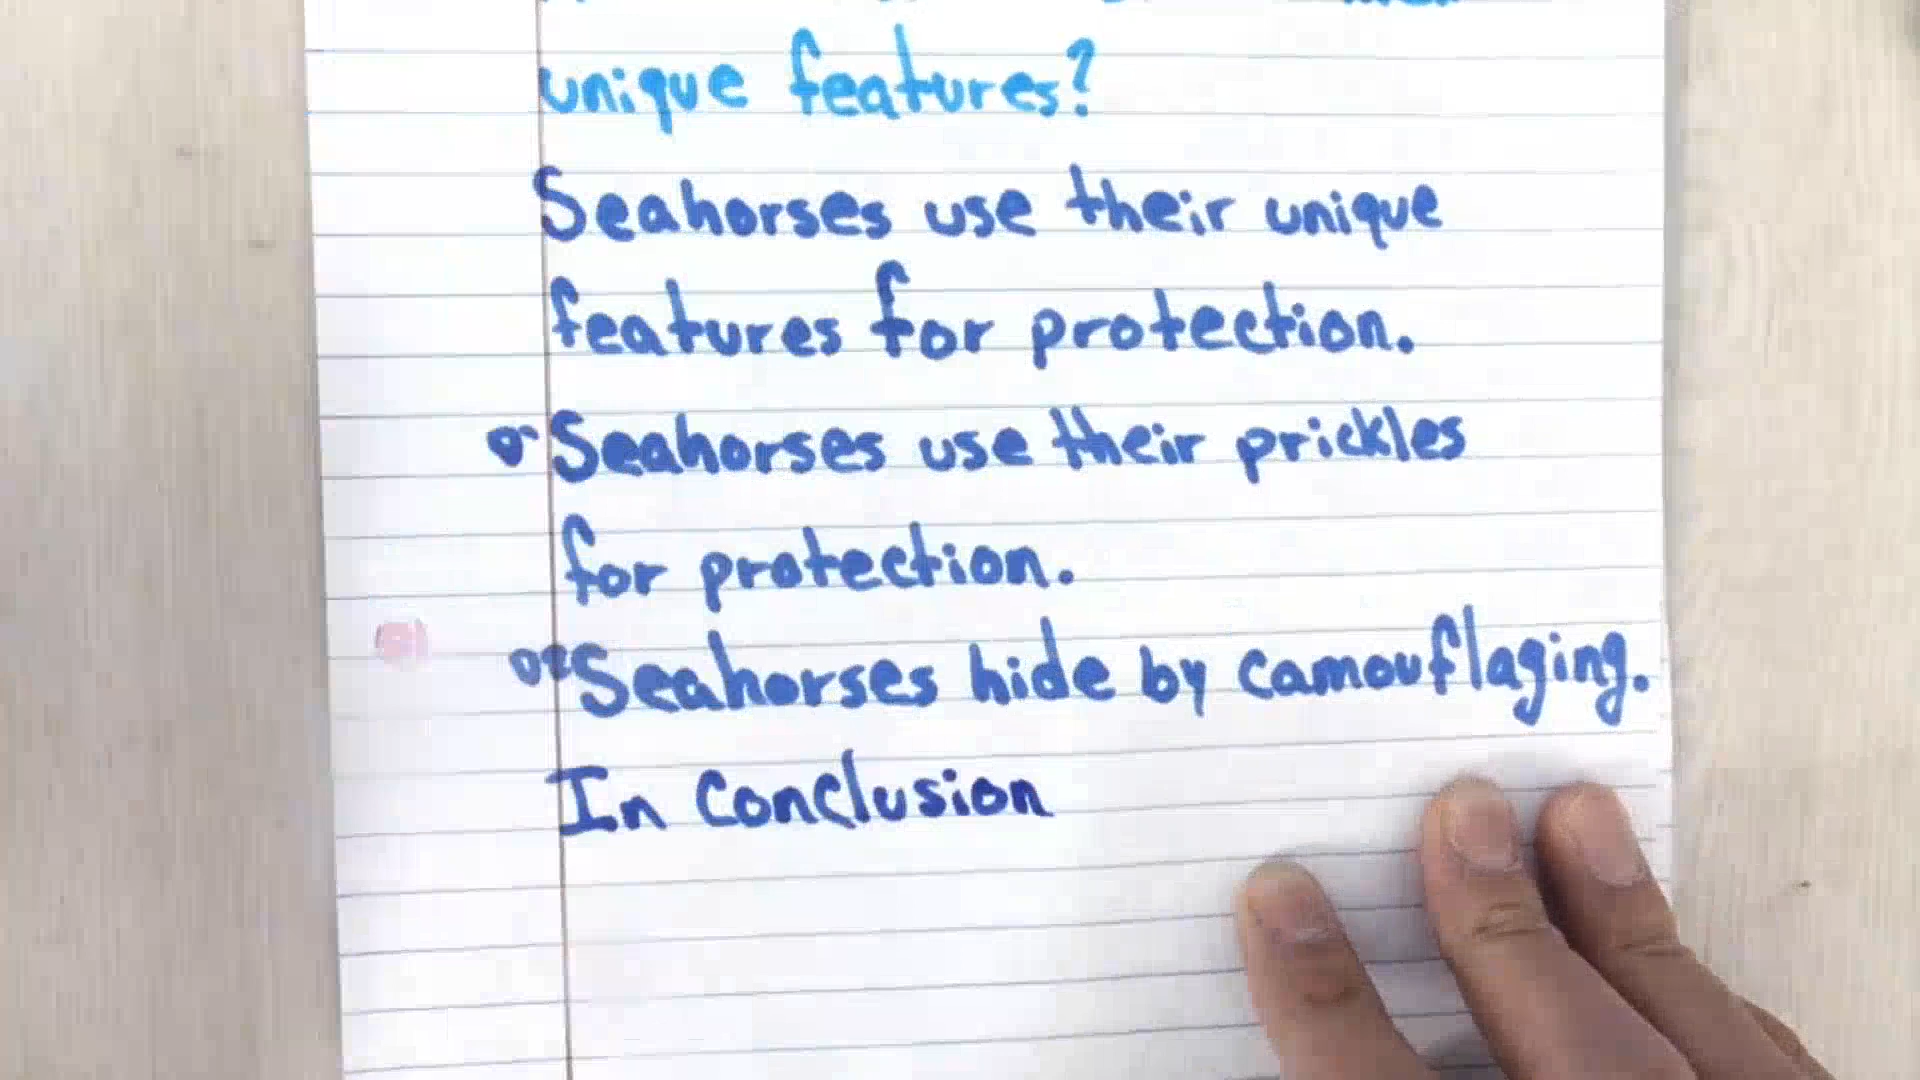 unique features?
Seahorses use their unique
features for protection.
Seahorses use their prickles
for protection.
Seahorses hide by camouflaging.
In Conclusion